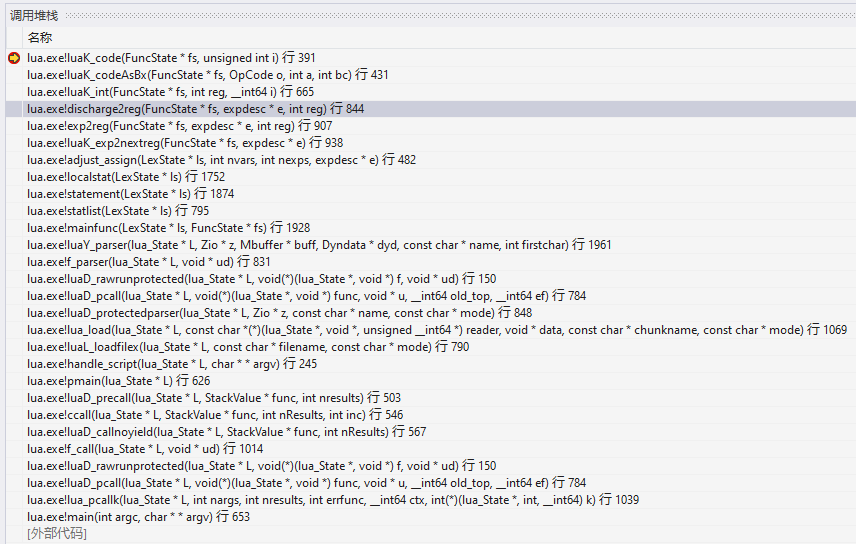 调用堆栈
名称
lua.exe!luaK_code(FuncState * fs, unsigned int i) 行 391
lua.exe!luaK_codeAsBx(FuncState * fs, OpCode o, int a, int bc) 行 431
lua.exe!luaK_int(FuncState * fs, int reg, __int64 i) 行 665
lua.exe!discharge2reg(FuncState * fs, expdesc * e, int reg) 行 844
lua.exe!exp2reg(FuncState * fs, expdesc * e, int reg) 行 907
lua.exe!luaK_exp2nextreg(FuncState * fs, expdesc * e) 行 938
lua.exe!adjust_assign(LexState * ls, int nvars, int nexps, expdesc * e) 行 482
lua.exe!localstat(LexState * ls) 行 1752
lua.exe!statement(LexState * ls) 行 1874
lua.exe!statlist(LexState * ls) 行 795
lua.exe!mainfunc(LexState * ls, FuncState * fs) 行 1928
lua.exe!luaY_parser(lua_State * L, Zio * z, Mbuffer * buff, Dyndata * dyd, const char * name, int firstchar) 行 1961
lua.exe!f_parser(lua_State * L, void * ud) 行 831
lua.exe!luaD_rawrunprotected(lua_State * L, void(*)(lua_State *, void *) f, void * ud) 行 150
lua.exe!luaD_pcall(lua_State * L, void(*)(lua_State *, void *) func, void * u, __int64 old_top, __int64 ef) 行 784
lua.exe!luaD_protectedparser(lua_State * L, Zio * z, const char * name, const char * mode) 行 848
lua.exe!lua_load(lua_State * L, const char *(*)(lua_State *, void *, unsigned __int64 *) reader, void * data, const char * chunkname, const char * mode) 行 1069
lua.exe!luaL_loadfilex(lua_State * L, const char * filename, const char * mode) 行 790
lua.exe!handle_script(lua_State * L, char * * argv) 行 245
lua.exe!pmain(lua_State * L) 行 626
lua.exe!luaD_precall(lua_State * L, StackValue * func, int nresults) 行 503
lua.exe!ccall(lua_State * L, StackValue * func, int nResults, int inc) 行 546
lua.exe!luaD_callnoyield(lua_State * L, StackValue * func, int nResults) 行 567
lua.exe!f_call(lua_State * L, void * ud) 行 1014
lua.exe!luaD_rawrunprotected(lua_State * L, void(*)(lua_State *, void *) f, void * ud) 行 150
lua.exe!luaD_pcall(lua_State * L, void(*)(lua_State *, void *) func, void * u, __int64 old_top, __int64 ef) 行 784
lua.exe!lua_pcallk(lua_State * L, int nargs, int nresults, int errfunc, __int64 ctx, int(*)(lua_State *, int, __int64) k) 行 1039
lua.exe!main(int argc, char * * argv) 行 653
[外部代码]